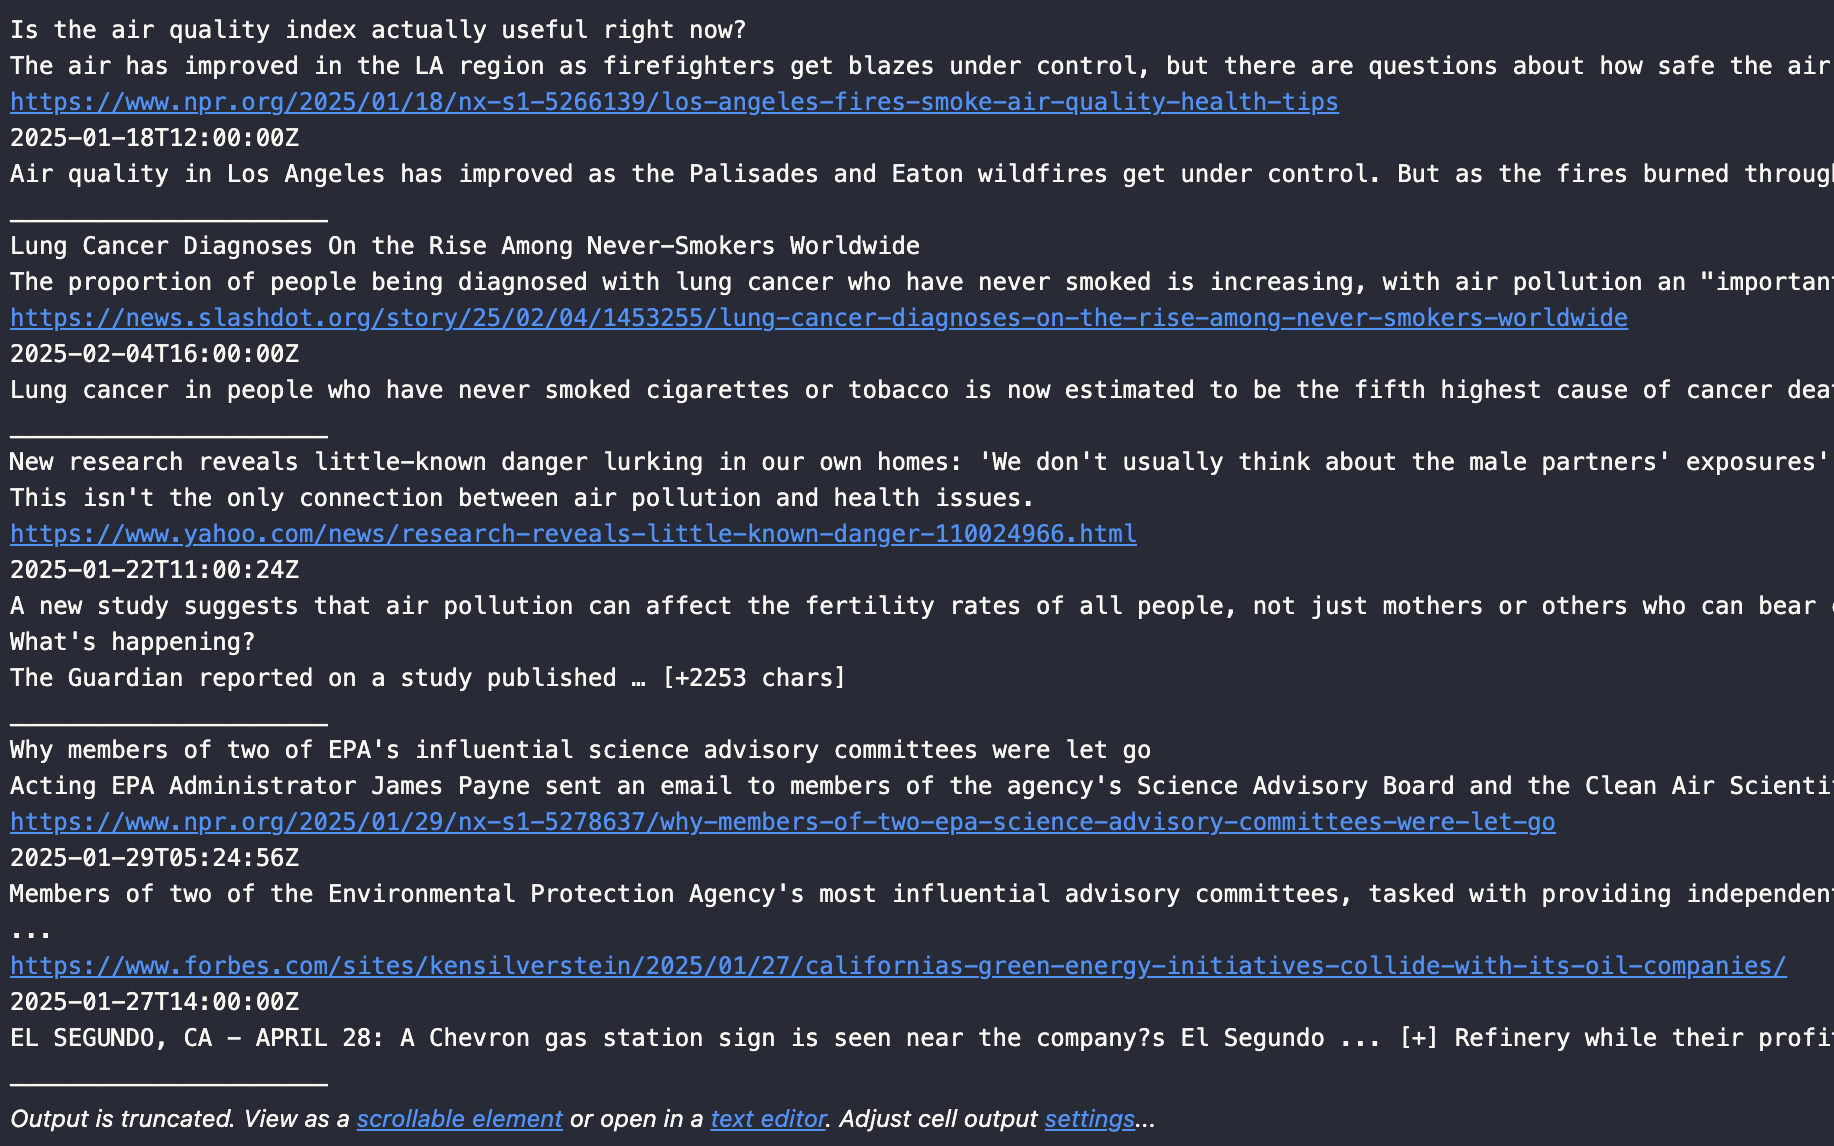 Is the air quality index actually useful right now?
The air has improved in the LA region as firefighters get blazes under control, but there are questions about how safe the air
https://www.npr.org/2025/01/18/nx-s1-5266139/los-angeles-fires-smoke-air-quality-health-tips
2025-01-18T12:00:00Z
Air quality in Los Angeles has improved as the Palisades and Eaton wildfires get under control. But as the fires burned through
______________________
Lung Cancer Diagnoses On the Rise Among Never-Smokers Worldwide
The proportion of people being diagnosed with lung cancer who have never smoked is increasing, with air pollution an "important
https://news.slashdot.org/story/25/02/04/1453255/lung-cancer-diagnoses-on-the-rise-among-never-smokers-worldwide
2025-02-04T16:00:00Z
Lung cancer in people who have never smoked cigarettes or tobacco is now estimated to be the fifth highest cause of cancer dea
______________________
New research reveals little-known danger lurking in our own homes: 'We don't usually think about the male partners' exposures'
This isn't the only connection between air pollution and health issues.
https://www.yahoo.com/news/research-reveals-little-known-danger-110024966.html
2025-01-22T11:00:24Z
A new study suggests that air pollution can affect the fertility rates of all people, not just mothers or others who can bear
What's happening?
The Guardian reported on a study published … [+2253 chars]
______________________
Why members of two of EPA's influential science advisory committees were let go
Acting EPA Administrator James Payne sent an email to members of the agency's Science Advisory Board and the Clean Air Scienti
https://www.npr.org/2025/01/29/nx-s1-5278637/why-members-of-two-epa-science-advisory-committees-were-let-go
2025-01-29T05:24:56Z
Members of two of the Environmental Protection Agency's most influential advisory committees, tasked with providing independen
...
https://www.forbes.com/sites/kensilverstein/2025/01/27/californias-green-energy-initiatives-collide-with-its-oil-companies/
2025-01-27T14:00:00Z
EL SEGUNDO, CA - APRIL 28: A Chevron gas station sign is seen near the company?s El Segundo ... [+] Refinery while their profi
______________________
Output is truncated. View as a scrollable element or open in a text editor. Adjust cell output settings...